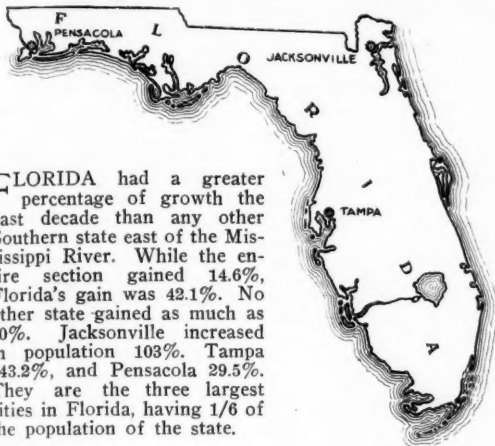 F
PENSACOLA
L
O
JACKSONVILLE
R
I
TAMPA
D
A
FLORIDA had a greater
percentage of growth the
ast decade than any other
Southern state east of the Mis-
issippi River. While the en-
ire section gained 14.6%,
Florida's gain was 42.1%. No
ther state gained as much as
0%. Jacksonville increased
n population 103%. Tampa
43.2%, and Pensacola 29.5%.
They are the three largest
ities in Florida, having 1/6 of
he population of the state.